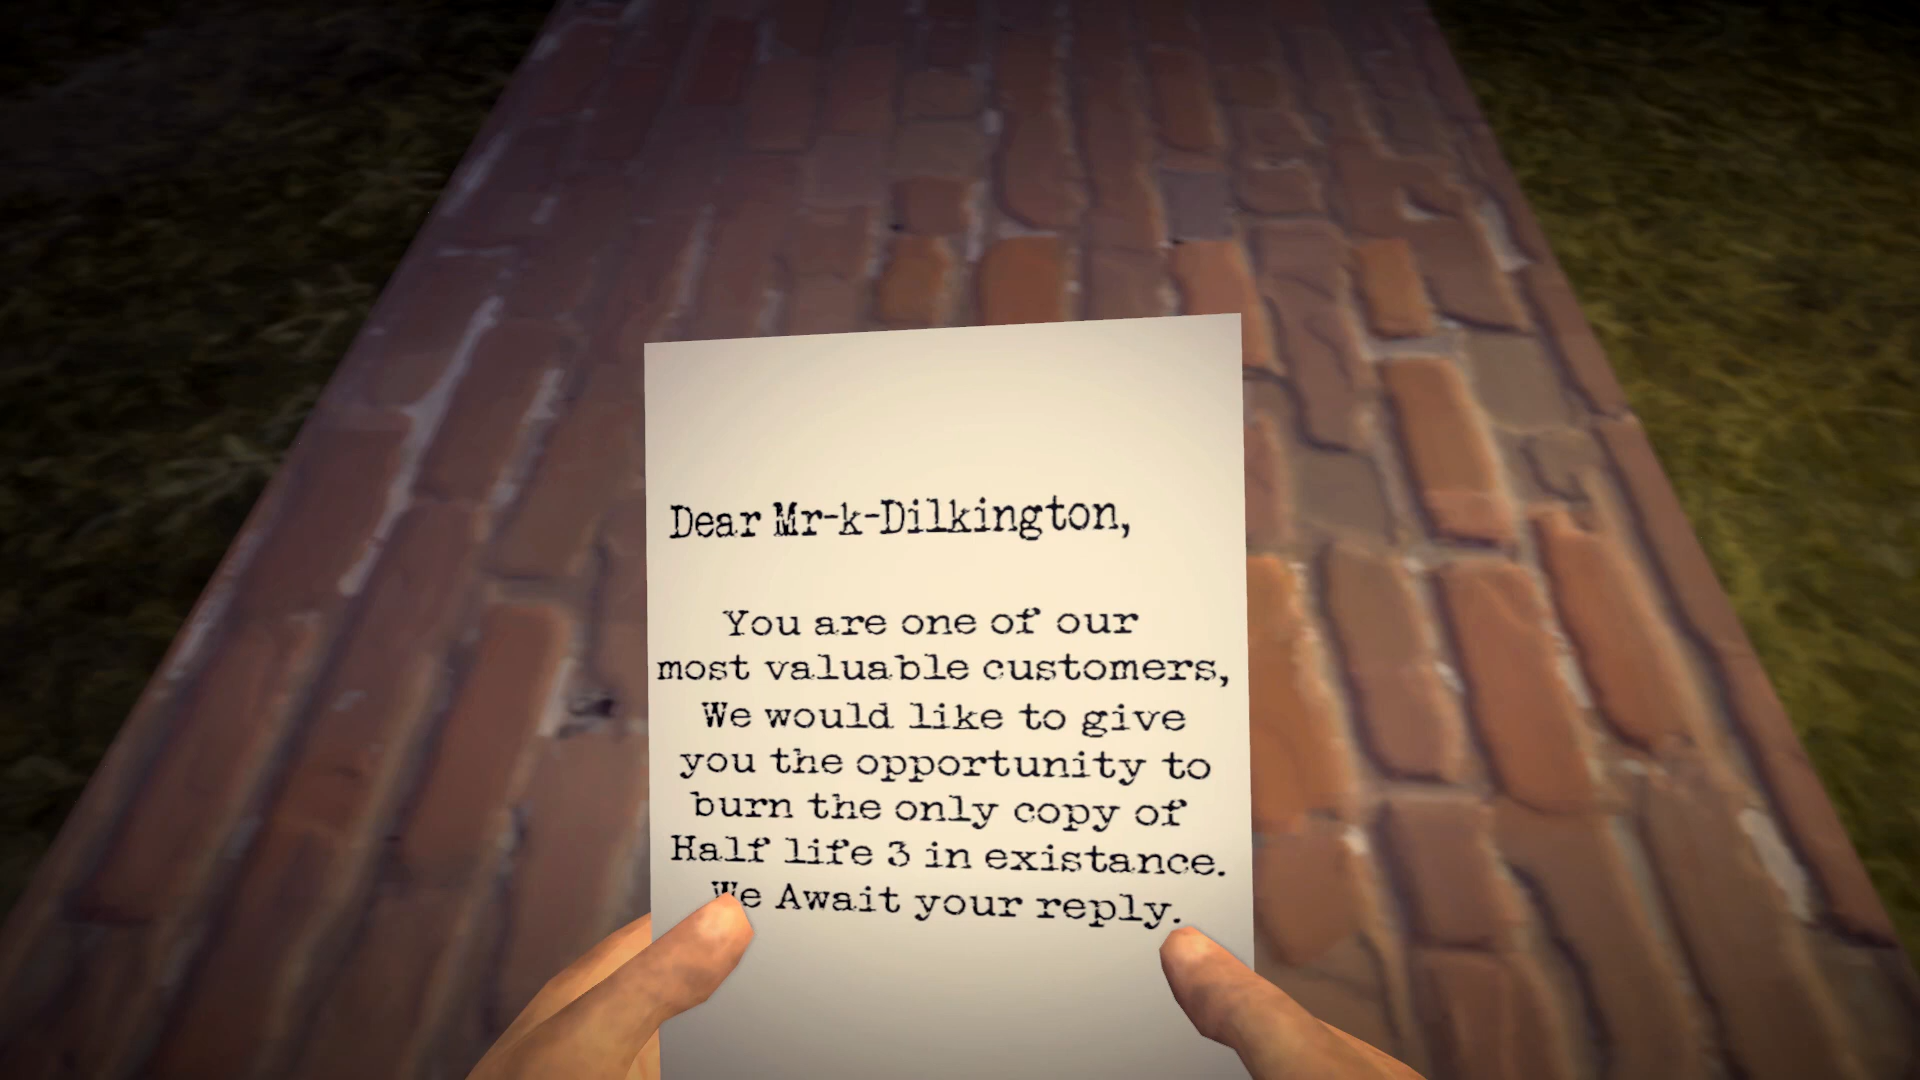 Dear Mr-k-Dilkington,
You are one of our
most valuable customers,
We would like to give
you the opportunity to
burn the only copy of
Half life 3 in existance.
We Await your reply.